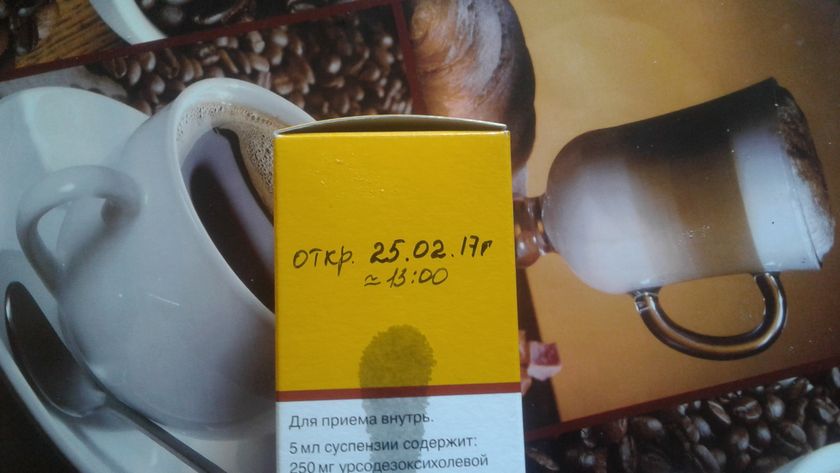 откр. 25.02.17г
≈ 13:00
Для приема внутрь.
5 мл суспензии содержит:
250 мг урсодезоксихолевой